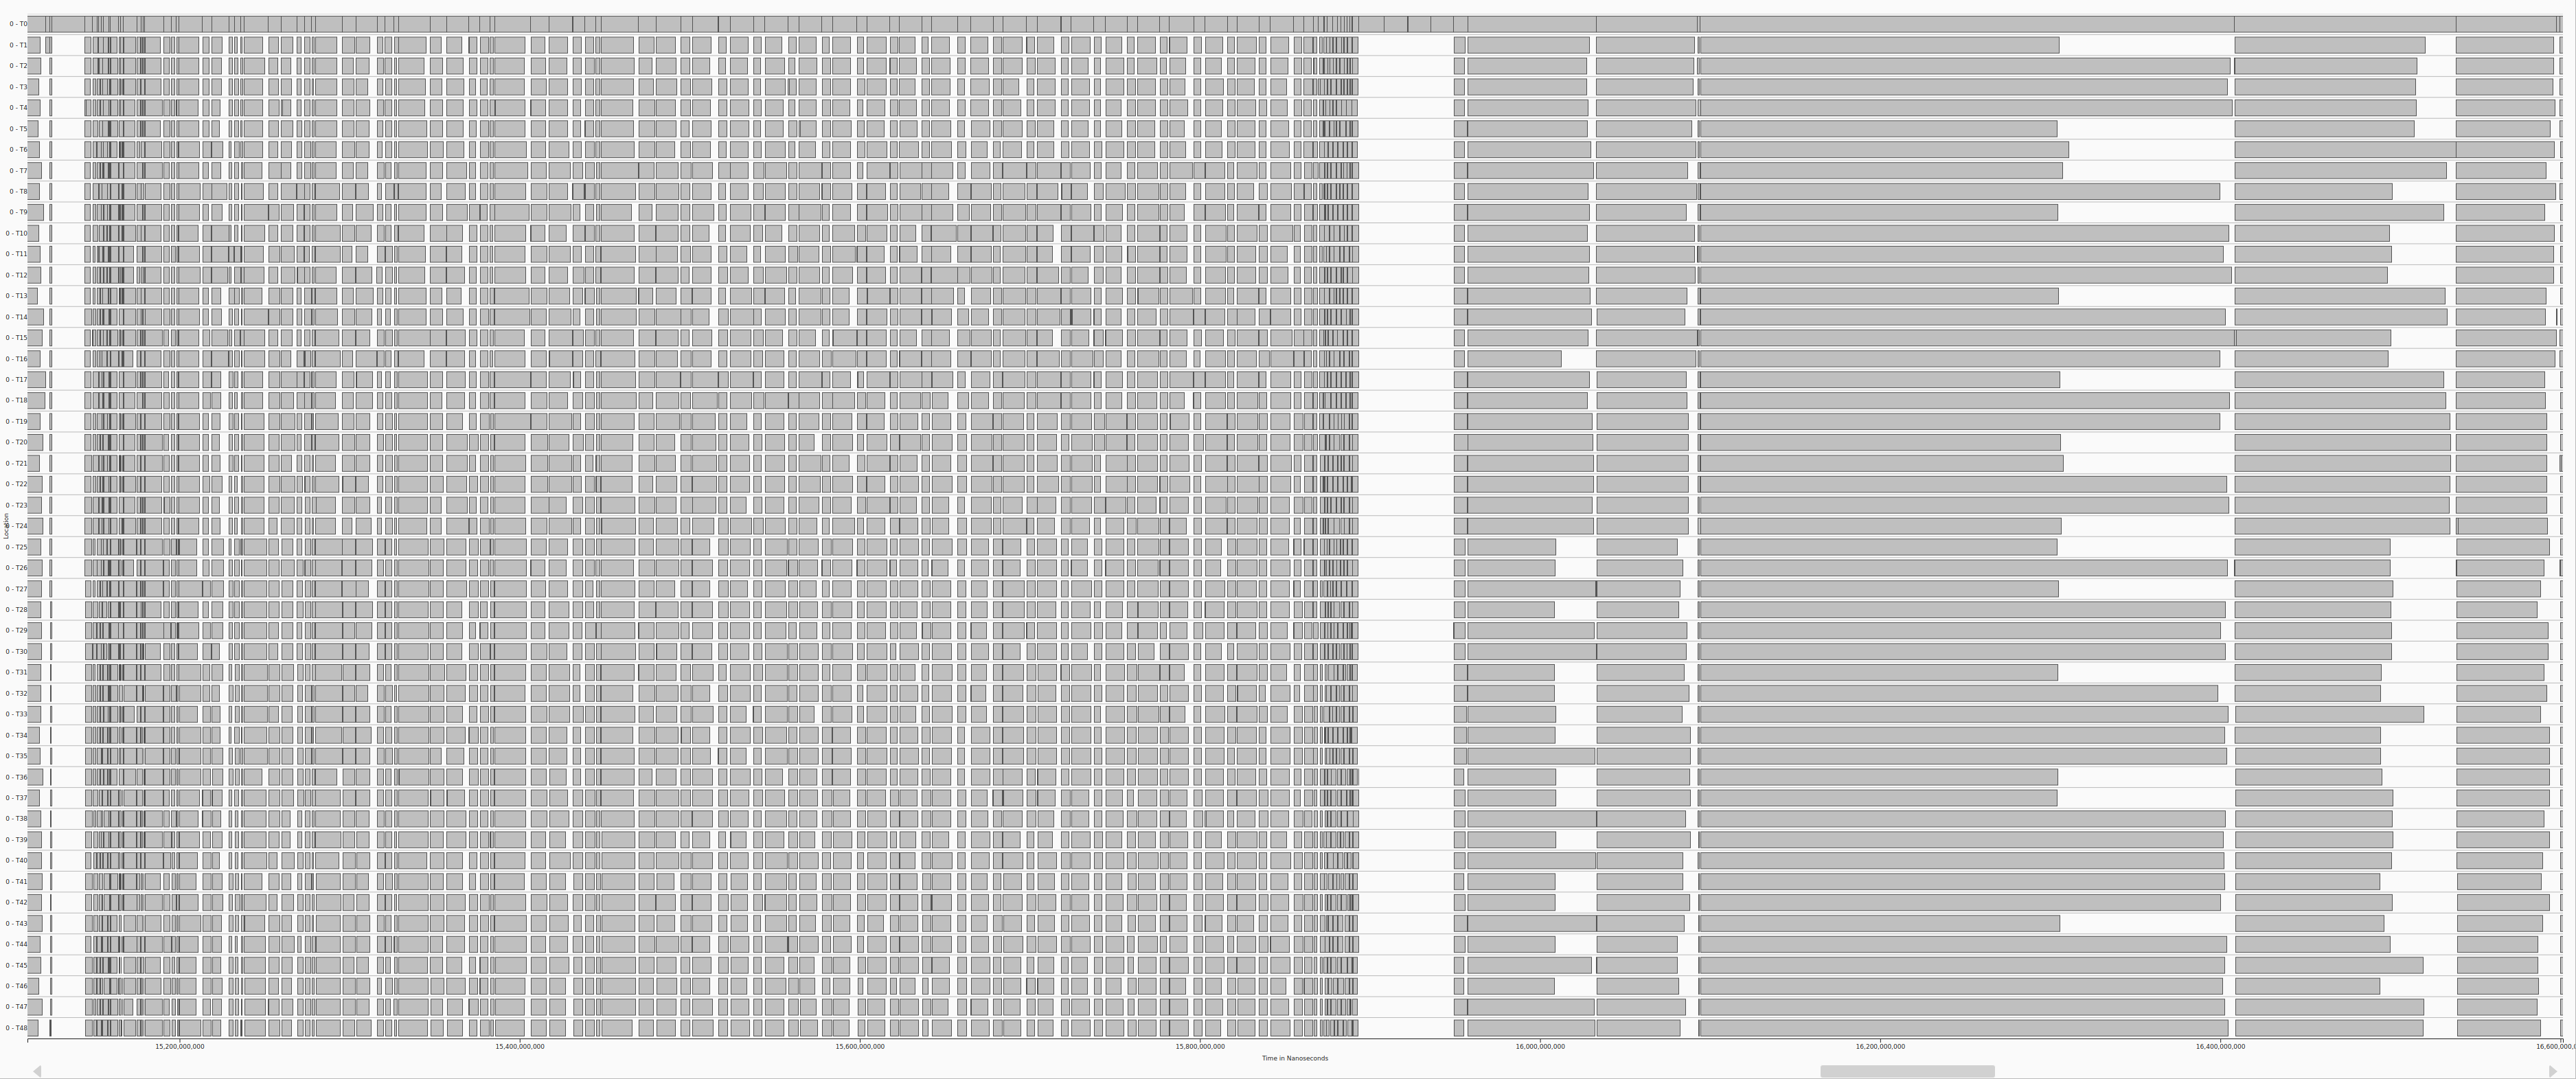 0 - T0
0 - T1
0 - T2
0 - T3
0 - T4
0 - T5
0 - T6
0 - T7
0 - T8
0 - T9
0 - T10
0 - T11
0 - T12
0 - T13
0 - T14
0 - T15
0 - T16
0 - T17
0 - T18
0 - T19
0 - T20
0 - T21
0 - T22
0 - T23
0 - T24
Location
0 - T25
0 - T26
0 - T27
0 - T28
0 - T29
0 - T30
0 - T31
0 - T32
0 - T33
0 - T34
0 - T35
0 - T36
0 - T37
0 - T38
0 - T39
0 - T40
0 - T41
0 - T42
0 - T43
0 - T44
0 - T45
0 - T46
0 - T47
0 - T48
15,200,000,000 15,400,000,000 15,600,000,000 15,800,000,000 16,000,000,000 16,200,000,000 16,400,000,000
Time in Nanoseconds